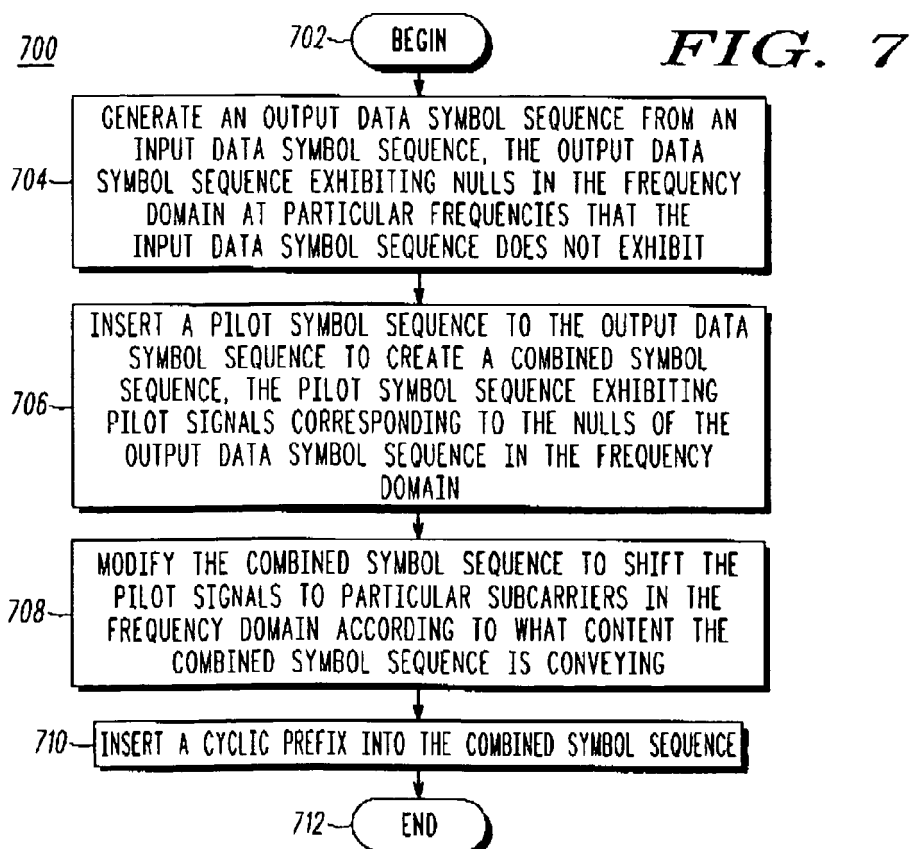 700
702
BEGIN
FIG. 7
704
GENERATE AN OUTPUT DATA SYMBOL SEQUENCE FROM AN
INPUT DATA SYMBOL SEQUENCE, THE OUTPUT DATA
SYMBOL SEQUENCE EXHIBITING NULLS IN THE FREQUENCY
DOMAIN AT PARTICULAR FREQUENCIES THAT THE
INPUT DATA SYMBOL SEQUENCE DOES NOT EXHIBIT
706
INSERT A PILOT SYMBOL SEQUENCE TO THE OUTPUT DATA
SYMBOL SEQUENCE TO CREATE A COMBINED SYMBOL
SEQUENCE, THE PILOT SYMBOL SEQUENCE EXHIBITING
PILOT SIGNALS CORRESPONDING TO THE NULLS OF THE
OUTPUT DATA SYMBOL SEQUENCE IN THE FREQUENCY
DOMAIN
708
MODIFY THE COMBINED SYMBOL SEQUENCE TO SHIFT THE
PILOT SIGNALS TO PARTICULAR SUBCARRIERS IN THE
FREQUENCY DOMAIN ACCORDING TO WHAT CONTENT THE
COMBINED SYMBOL SEQUENCE IS CONVEYING
710
INSERT A CYCLIC PREFIX INTO THE COMBINED SYMBOL SEQUENCE
712
END